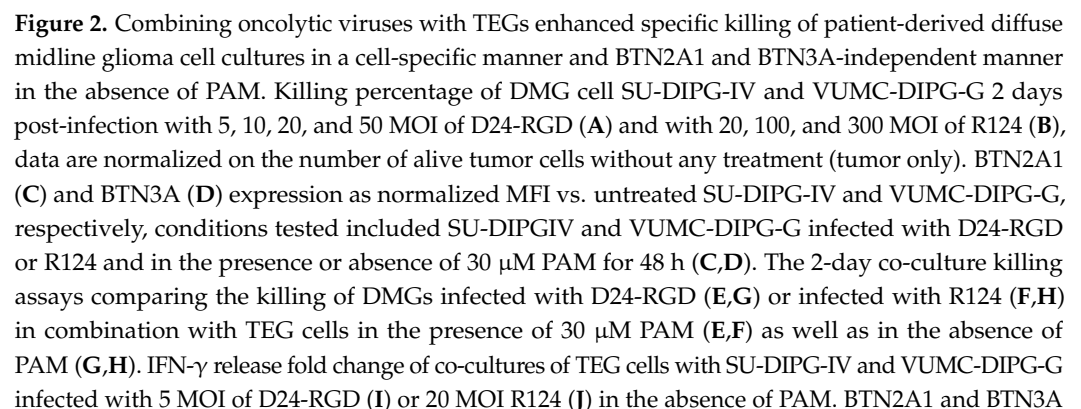 Figure 2. Combining oncolytic viruses with TEGs enhanced specific killing of patient-derived diffuse
midline glioma cell cultures in a cell-specific manner and BTN2A1 and BTN3A-independent manner
in the absence of PAM. Killing percentage of DMG cell SU-DIPG-IV and VUMC-DIPG-G 2 days
post-infection with 5, 10, 20, and 50 MOI of D24-RGD (A) and with 20, 100, and 300 MOI of R124 (B),
data are normalized on the number of alive tumor cells without any treatment (tumor only). BTN2A1
(C) and BTN3A (D) expression as normalized MFI vs. untreated SU-DIPG-IV and VUMC-DIPG-G,
respectively, conditions tested included SU-DIPGIV and VUMC-DIPG-G infected with D24-RGD
or R124 and in the presence or absence of 30 μM PAM for 48 h (C,D). The 2-day co-culture killing
assays comparing the killing of DMGs infected with D24-RGD (E,G) or infected with R124 (F,H)
in combination with TEG cells in the presence of 30 μM PAM (E,F) as well as in the absence of
PAM (G,H). IFN-γ release fold change of co-cultures of TEG cells with SU-DIPG-IV and VUMC-DIPG-G
infected with 5 MOI of D24-RGD (I) or 20 MOI R124 (J) in the absence of PAM. BTN2A1 and BTN3A